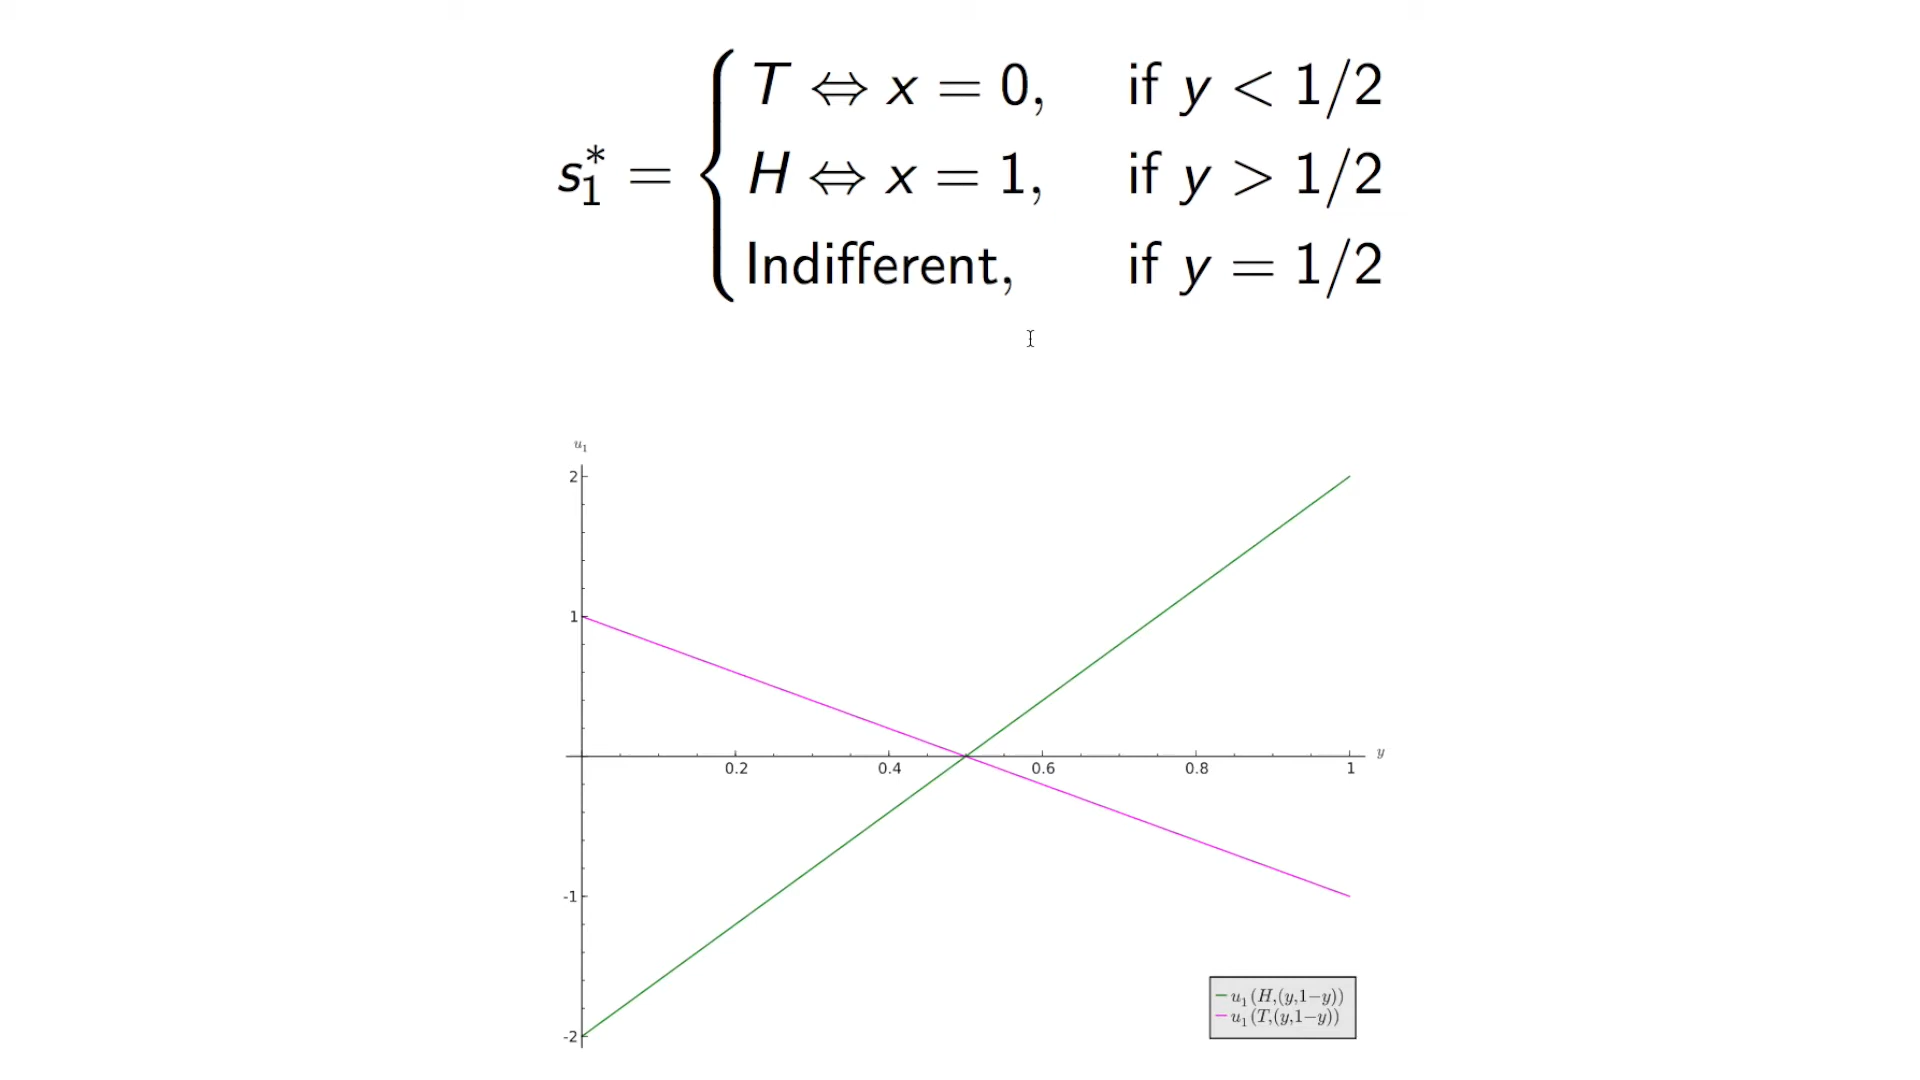 s₁* = { T ⇔ x = 0, if y < 1/2
H ⇔ x = 1, if y > 1/2
Indifferent, if y = 1/2
u₁
2
1
y
0.2 0.4 0.6 0.8 1
-1
u₁(H,(y,1−y))
u₁(T,(y,1−y))
-2